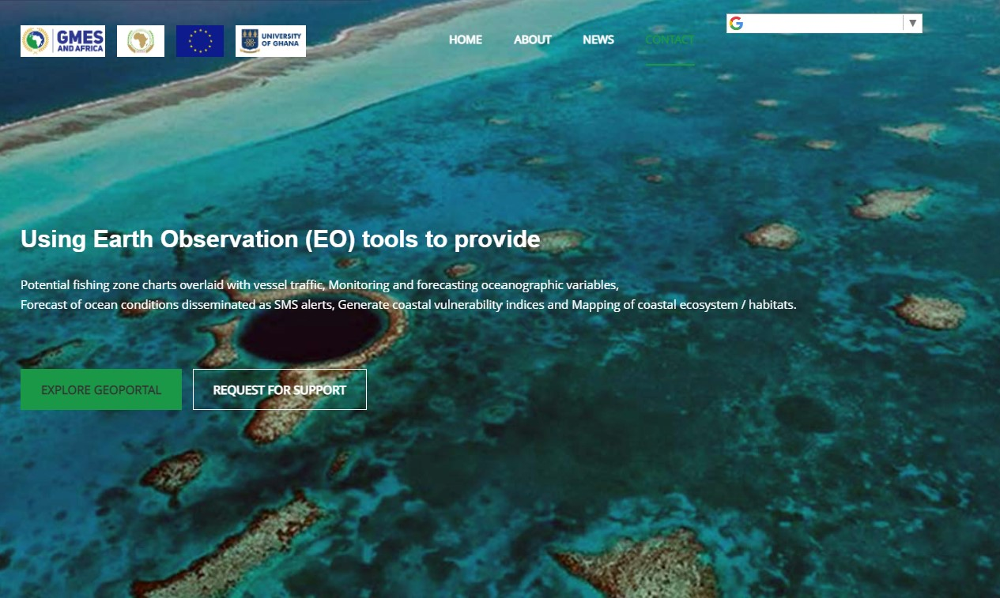 GMES
AND AFRICA
UNIVERSITY
OF GHANA
HOME
ABOUT
NEWS
CONTACT
Using Earth Observation (EO) tools to provide
Potential fishing zone charts overlaid with vessel traffic, Monitoring and forecasting oceanographic variables,
Forecast of ocean conditions disseminated as SMS alerts, Generate coastal vulnerability indices and Mapping of coastal ecosystem / habitats.
EXPLORE GEOPORTAL
REQUEST FOR SUPPORT